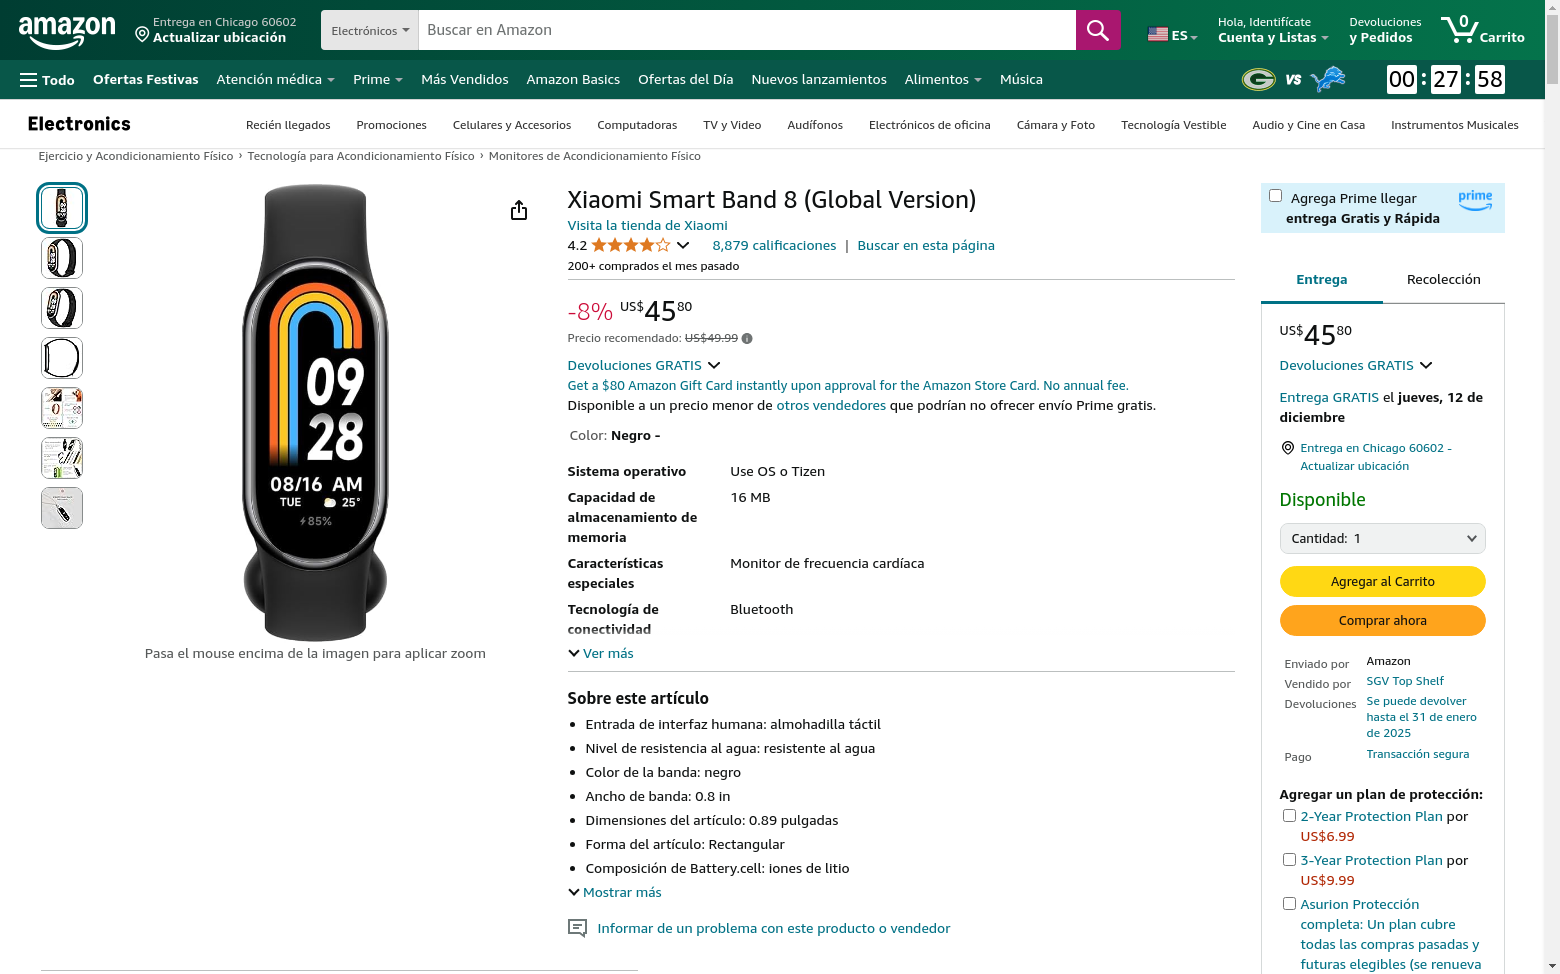 amazon
Entrega en Chicago 60602
Actualizar ubicación
Electrónicos
Buscar en Amazon
ES
Hola, Identifícate
Cuenta y Listas
Devoluciones
y Pedidos
0
Carrito
Todo
Ofertas Festivas
Atención médica
Prime
Más Vendidos
Amazon Basics
Ofertas del Día
Nuevos lanzamientos
Alimentos
Música
G VS
00 : 27 : 58
Electronics
Recién llegados
Promociones
Celulares y Accesorios
Computadoras
TV y Video
Audífonos
Electrónicos de oficina
Cámara y Foto
Tecnología Vestible
Audio y Cine en Casa
Instrumentos Musicales
Ejercicio y Acondicionamiento Físico › Tecnología para Acondicionamiento Físico › Monitores de Acondicionamiento Físico
09
28
08/16 AM
TUE 25°
85%
Pasa el mouse encima de la imagen para aplicar zoom
Xiaomi Smart Band 8 (Global Version)
Visita la tienda de Xiaomi
4.2 8,879 calificaciones | Buscar en esta página
200+ comprados el mes pasado
-8% US$4580
Precio recomendado: US$49.99
Devoluciones GRATIS
Get a $80 Amazon Gift Card instantly upon approval for the Amazon Store Card. No annual fee.
Disponible a un precio menor de otros vendedores que podrían no ofrecer envío Prime gratis.
Color: Negro -
Sistema operativo Use OS o Tizen
Capacidad de 16 MB
almacenamiento de
memoria
Características Monitor de frecuencia cardíaca
especiales
Tecnología de Bluetooth
conectividad
Ver más
Sobre este artículo
Entrada de interfaz humana: almohadilla táctil
Nivel de resistencia al agua: resistente al agua
Color de la banda: negro
Ancho de banda: 0.8 in
Dimensiones del artículo: 0.89 pulgadas
Forma del artículo: Rectangular
Composición de Battery.cell: iones de litio
Mostrar más
Informar de un problema con este producto o vendedor
Agrega Prime llegar
entrega Gratis y Rápida
prime
Entrega
Recolección
US$4580
Devoluciones GRATIS
Entrega GRATIS el jueves, 12 de
diciembre
Entrega en Chicago 60602 -
Actualizar ubicación
Disponible
Cantidad: 1
Agregar al Carrito
Comprar ahora
Enviado por Amazon
Vendido por SGV Top Shelf
Devoluciones Se puede devolver
hasta el 31 de enero
de 2025
Pago Transacción segura
Agregar un plan de protección:
2-Year Protection Plan por
US$6.99
3-Year Protection Plan por
US$9.99
Asurion Protección
completa: Un plan cubre
todas las compras pasadas y
futuras elegibles (se renueva